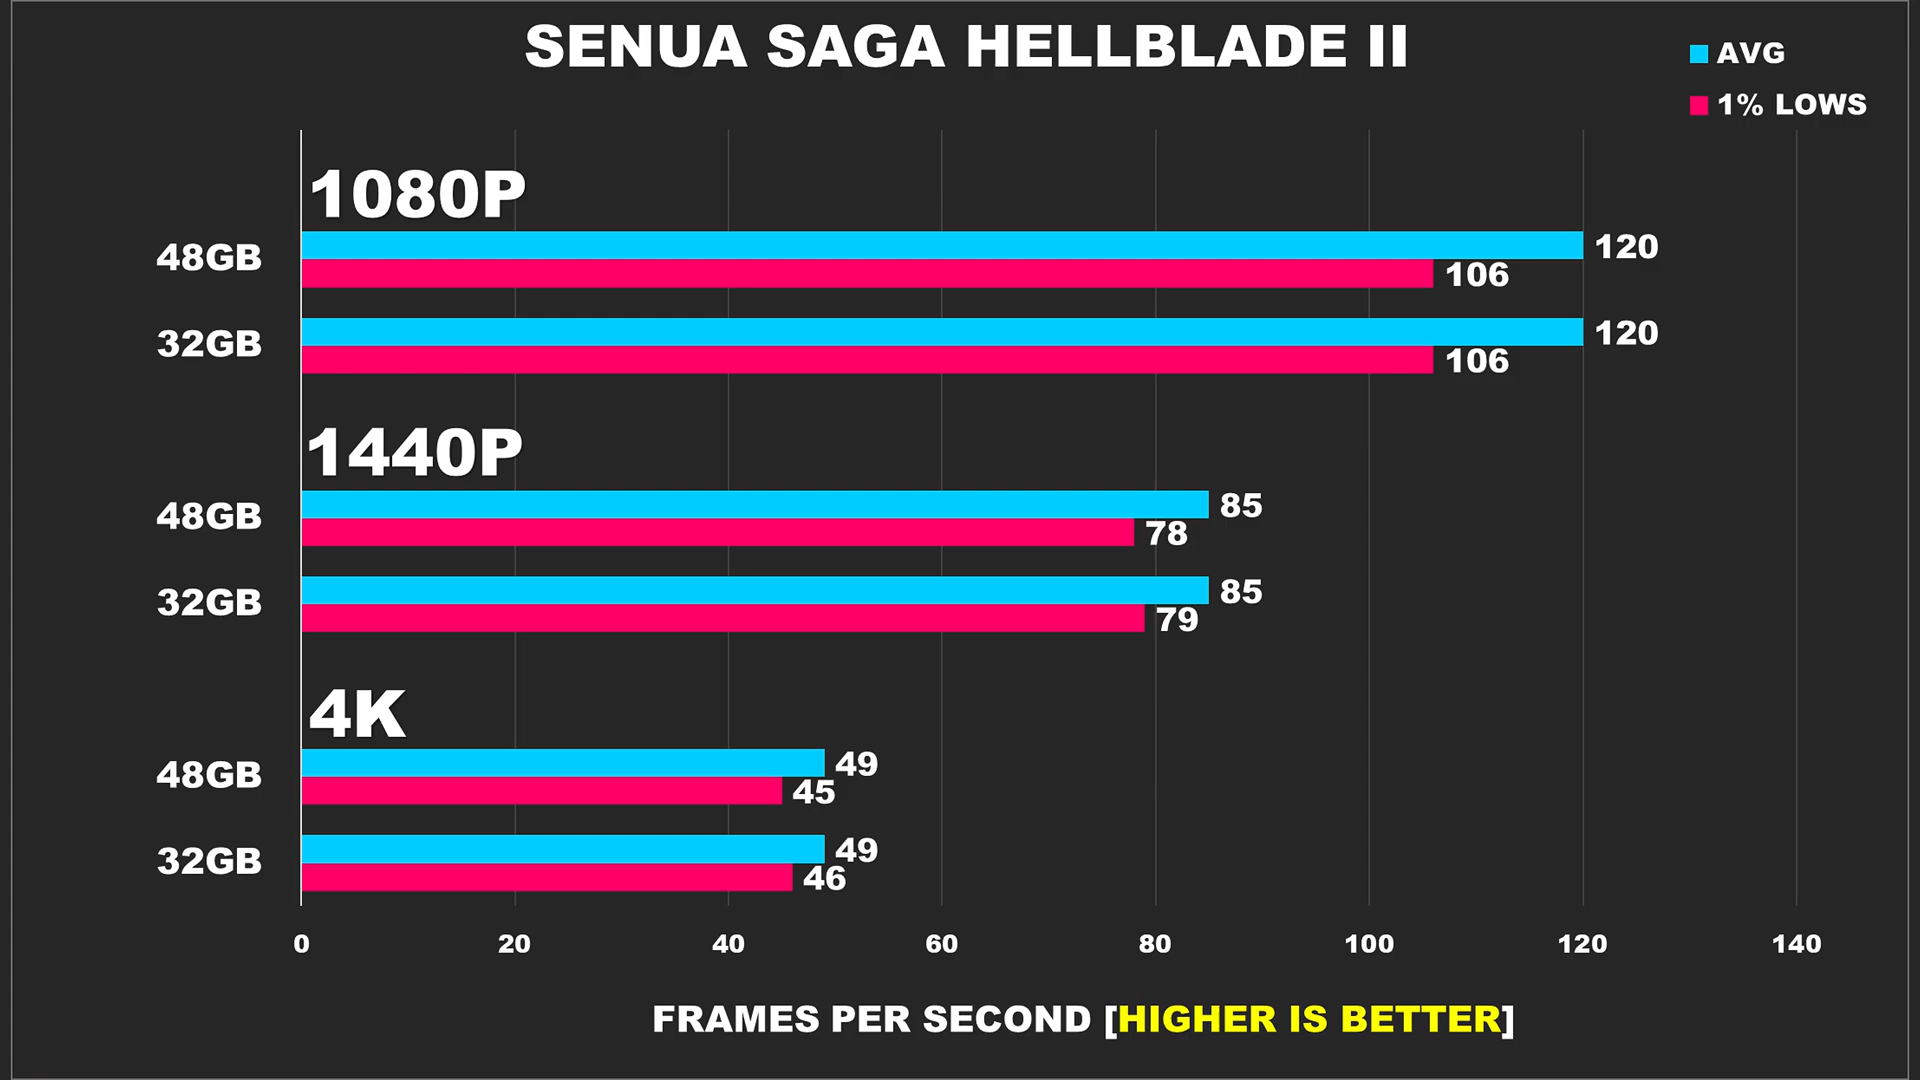 SENUA SAGA HELLBLADE II
AVG
1% LOWS
1080P
48GB
120
106
32GB
120
106
1440P
48GB
85
78
32GB
85
79
4K
48GB
49
45
32GB
49
46
0 20 40 60 80 100 120 140
FRAMES PER SECOND [HIGHER IS BETTER]